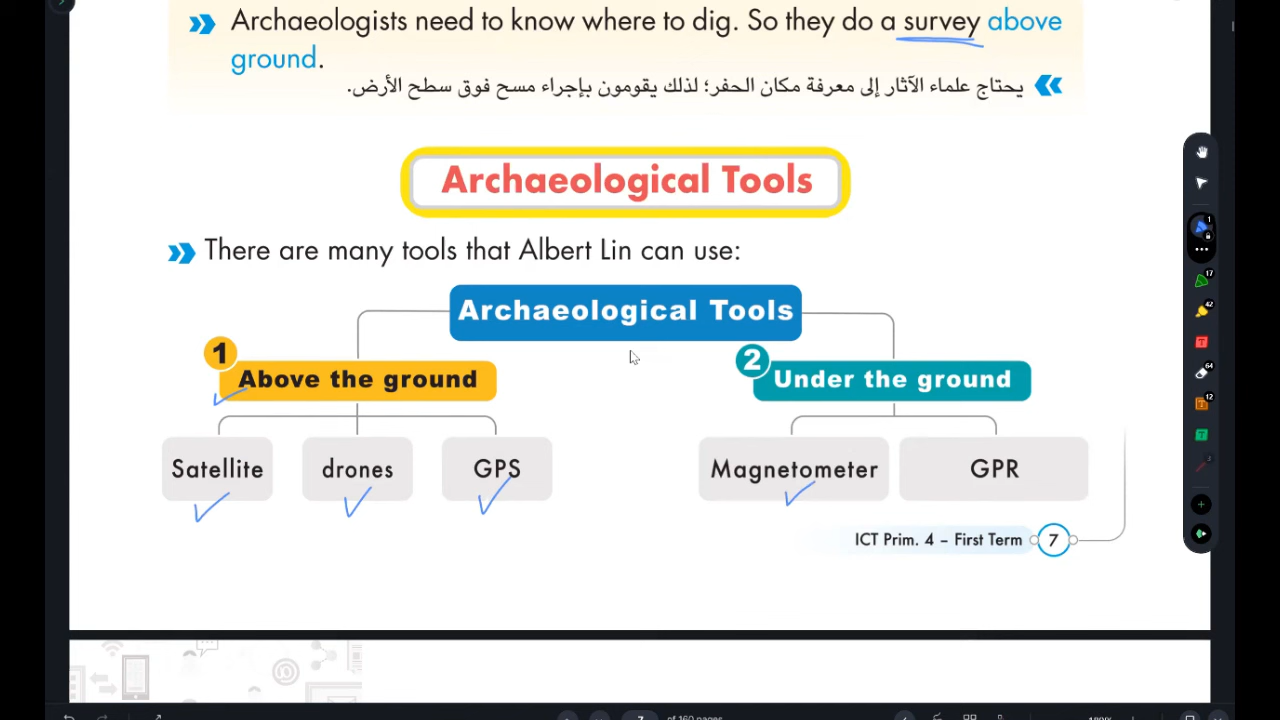 Archaeologists need to know where to dig. So they do a survey above
ground.
يحتاج علماء الآثار إلى معرفة مكان الحفر؛ لذلك يقومون بإجراء مسح فوق سطح الأرض.
Archaeological Tools
There are many tools that Albert Lin can use:
Archaeological Tools
1
Above the ground
2
Under the ground
Satellite
drones
GPS
Magnetometer
GPR
ICT Prim. 4 – First Term
7
of 160 pages